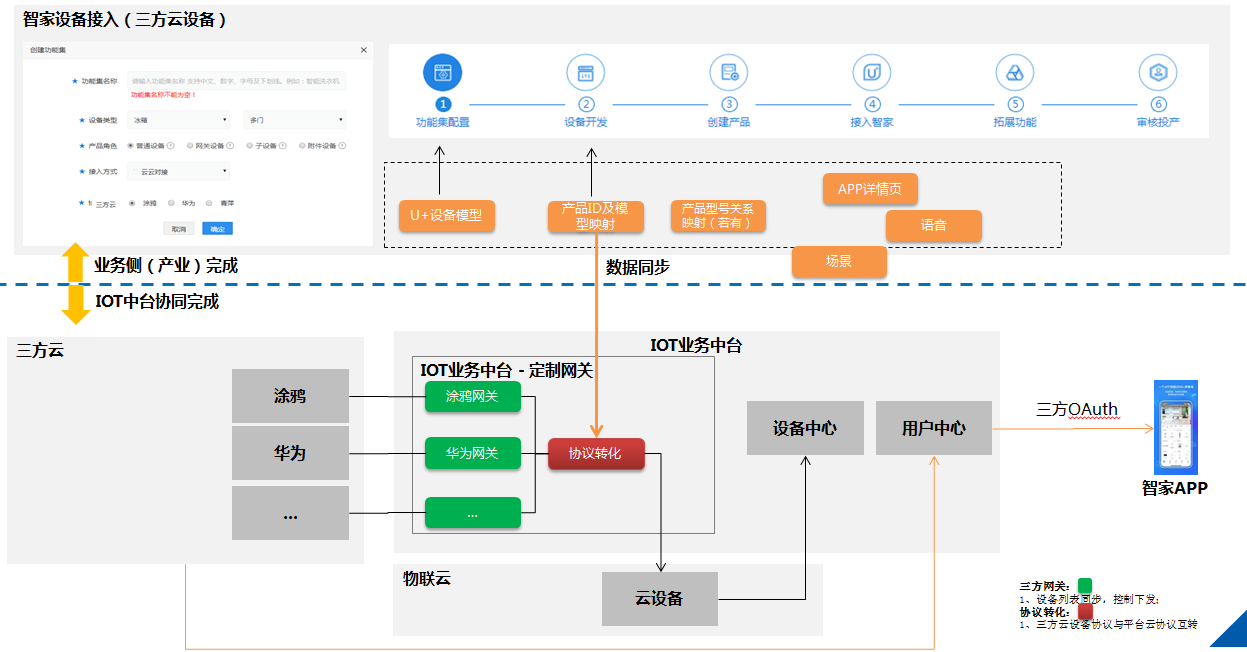 智家设备接入（三方云设备）
创建功能集
功能集名称
请输入功能集名称 支持中文、数字、字母及下划线。例如：智能洗衣机
功能集名称不能为空！
设备类型 冰箱 多门
产品角色 普通设备 网关设备 子设备 附件设备
接入方式 云云对接
三方云 涂鸦 华为 青萍
取消 确定
1 2 3 4 5 6
功能集配置 设备开发 创建产品 接入智家 拓展功能 审核投产
U+设备模型
产品ID及模
型映射
产品型号关系
映射（若有）
APP详情页
语音
场景
业务侧（产业）完成
数据同步
IOT中台协同完成
三方云
涂鸦
华为
...
IOT业务中台
IOT业务中台－定制网关
涂鸦网关
华为网关
...
协议转化
设备中心
用户中心
三方OAuth
智家APP
物联云
云设备
三方网关：
1、设备列表同步，控制下发;
协议转化：
1、三方云设备协议与平台云协议互转